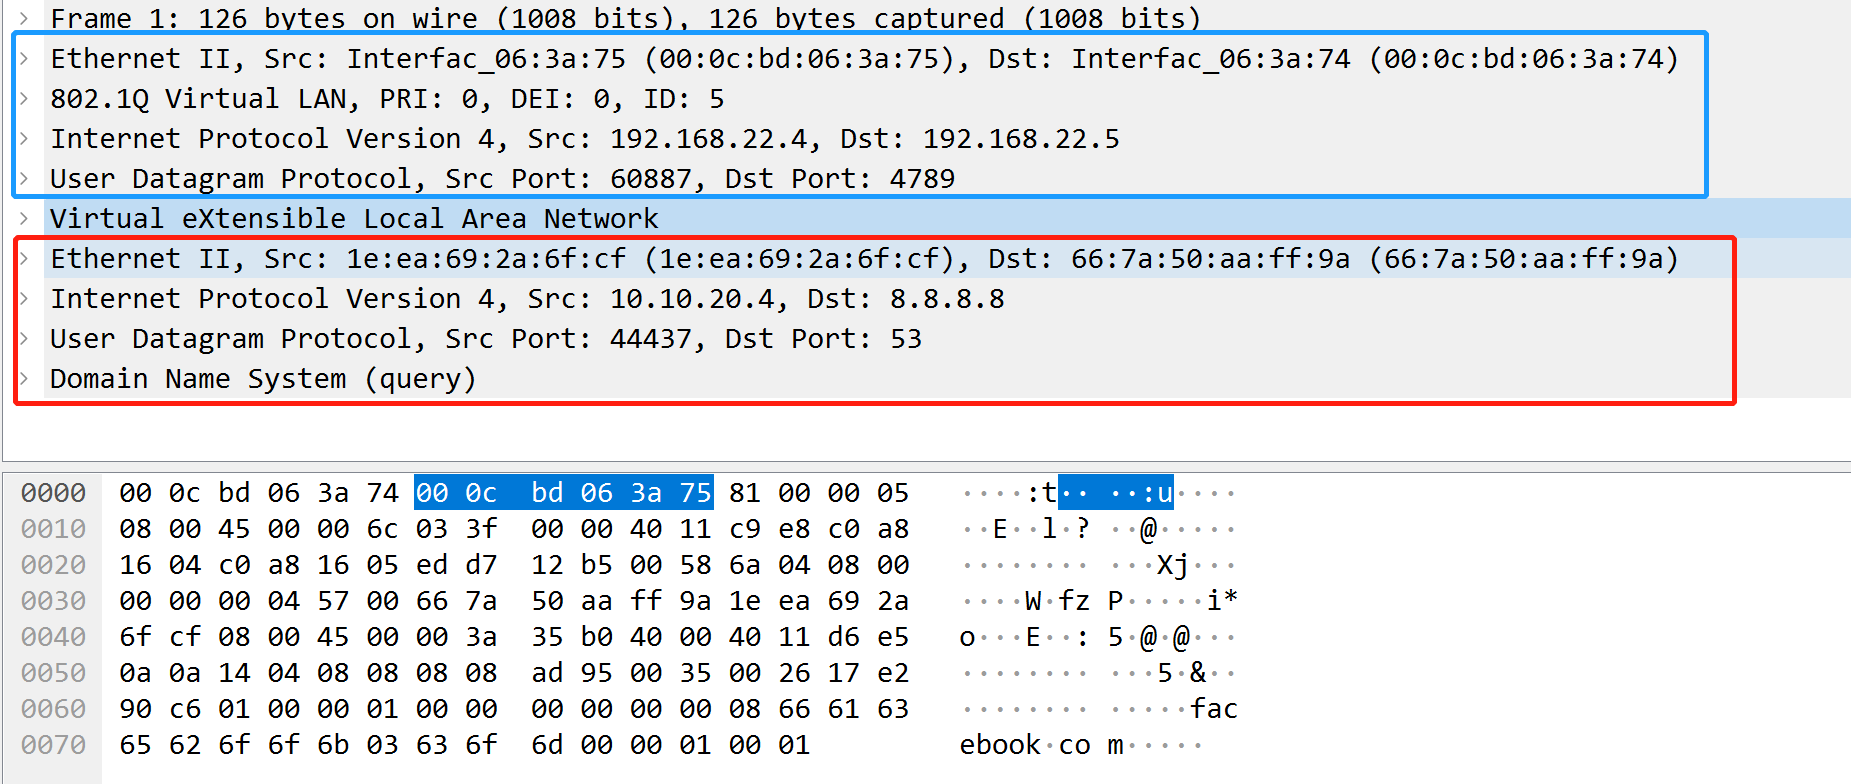 Frame 1: 126 bytes on wire (1008 bits), 126 bytes captured (1008 bits)
Ethernet II, Src: Interfac_06:3a:75 (00:0c:bd:06:3a:75), Dst: Interfac_06:3a:74 (00:0c:bd:06:3a:74)
802.1Q Virtual LAN, PRI: 0, DEI: 0, ID: 5
Internet Protocol Version 4, Src: 192.168.22.4, Dst: 192.168.22.5
User Datagram Protocol, Src Port: 60887, Dst Port: 4789
Virtual eXtensible Local Area Network
Ethernet II, Src: 1e:ea:69:2a:6f:cf (1e:ea:69:2a:6f:cf), Dst: 66:7a:50:aa:ff:9a (66:7a:50:aa:ff:9a)
Internet Protocol Version 4, Src: 10.10.20.4, Dst: 8.8.8.8
User Datagram Protocol, Src Port: 44437, Dst Port: 53
Domain Name System (query)
0000 00 0c bd 06 3a 74 00 0c bd 06 3a 75 81 00 00 05 ····:t·· ··:u····
0010 08 00 45 00 00 6c 03 3f 00 00 40 11 c9 e8 c0 a8 ··E··l·? ··@·····
0020 16 04 c0 a8 16 05 ed d7 12 b5 00 58 6a 04 08 00 ········ ···Xj···
0030 00 00 00 04 57 00 66 7a 50 aa ff 9a 1e ea 69 2a ····W·fz P·····i*
0040 6f cf 08 00 45 00 00 3a 35 b0 40 00 40 11 d6 e5 o···E··: 5·@·@···
0050 0a 0a 14 04 08 08 08 08 ad 95 00 35 00 26 17 e2 ········ ···5·&··
0060 90 c6 01 00 00 01 00 00 00 00 00 00 08 66 61 63 ········ ·····fac
0070 65 62 6f 6f 6b 03 63 6f 6d 00 00 01 00 01 ebook·co m·····